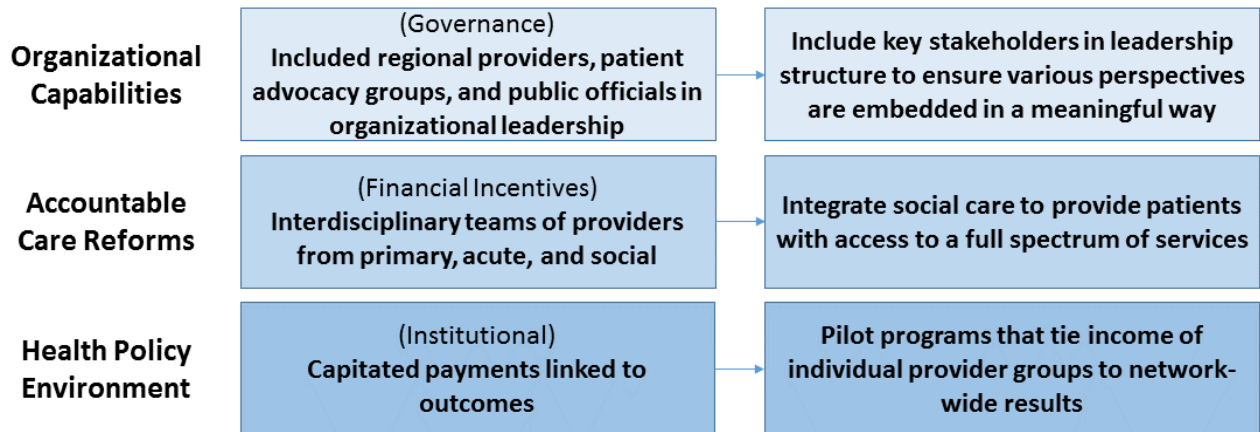 Organizational
Capabilities
(Governance)
Included regional providers, patient
advocacy groups, and public officials in
organizational leadership
Include key stakeholders in leadership
structure to ensure various perspectives
are embedded in a meaningful way
Accountable
Care Reforms
(Financial Incentives)
Interdisciplinary teams of providers
from primary, acute, and social
Integrate social care to provide patients
with access to a full spectrum of services
Health Policy
Environment
(Institutional)
Capitated payments linked to
outcomes
Pilot programs that tie income of
individual provider groups to network-
wide results